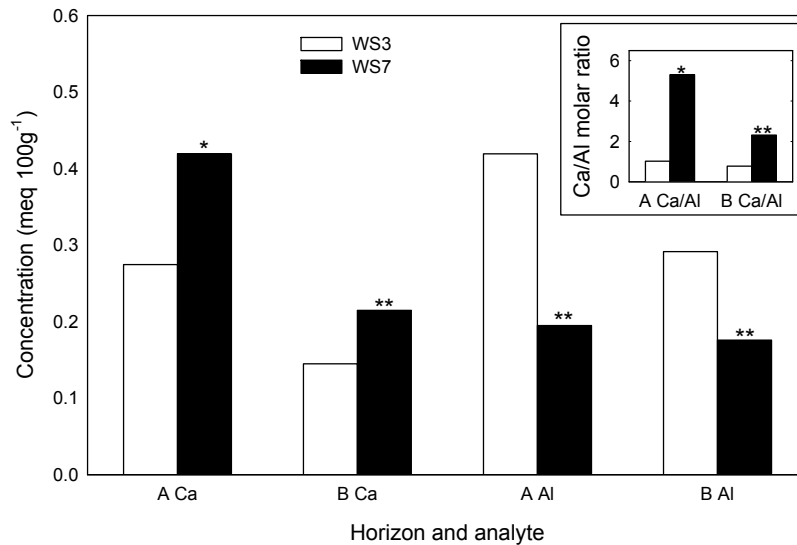 0.6
0.5
0.4
0.3
0.2
0.1
0.0
Concentration (meq 100g⁻¹)
WS3
WS7
*
**
**
**
A Ca
B Ca
A Al
B Al
Horizon and analyte
Ca/Al molar ratio
6
4
2
0
*
**
A Ca/Al
B Ca/Al